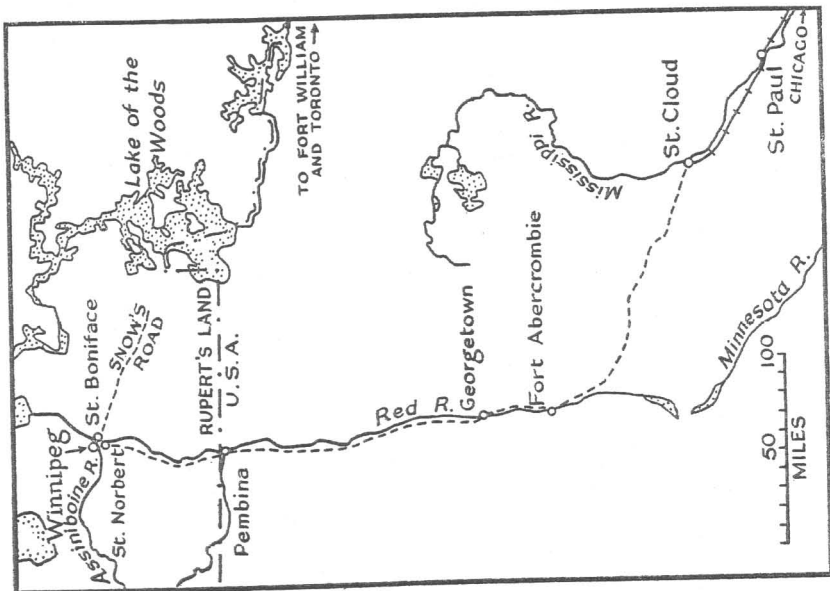 Winnipeg
Assiniboine R.
St. Boniface
St. Norbert
SNOW'S
ROAD
Lake of the
Woods
RUPERT'S LAND
U.S.A.
Pembina
TO FORT WILLIAM
AND TORONTO →
Red R.
Georgetown
Fort Abercrombie
Mississipi R.
St. Cloud
St. Paul
CHICAGO→
Minnesota R.
50
100
MILES